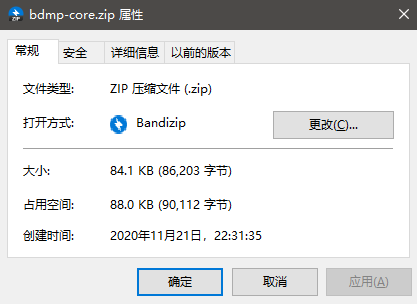 bdmp-core.zip 属性
常规 安全 详细信息 以前的版本
文件类型: ZIP 压缩文件 (.zip)
打开方式: Bandizip 更改(C)...
大小: 84.1 KB (86,203 字节)
占用空间: 88.0 KB (90,112 字节)
创建时间: 2020年11月21日，22:31:35
确定 取消 应用(A)